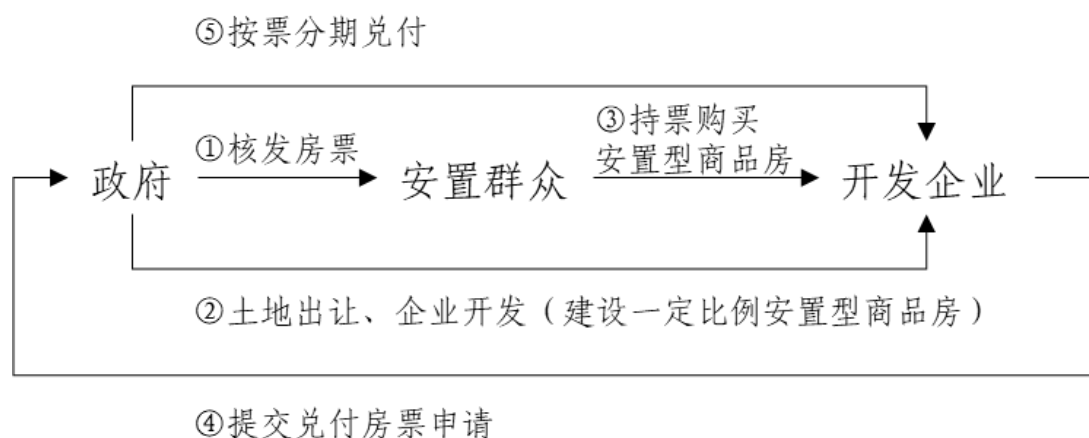 ⑤按票分期兑付
③持票购买
①核发房票
安置型商品房
政府
安置群众
开发企业
②土地出让、企业开发（建设一定比例安置型商品房）
④提交兑付房票申请